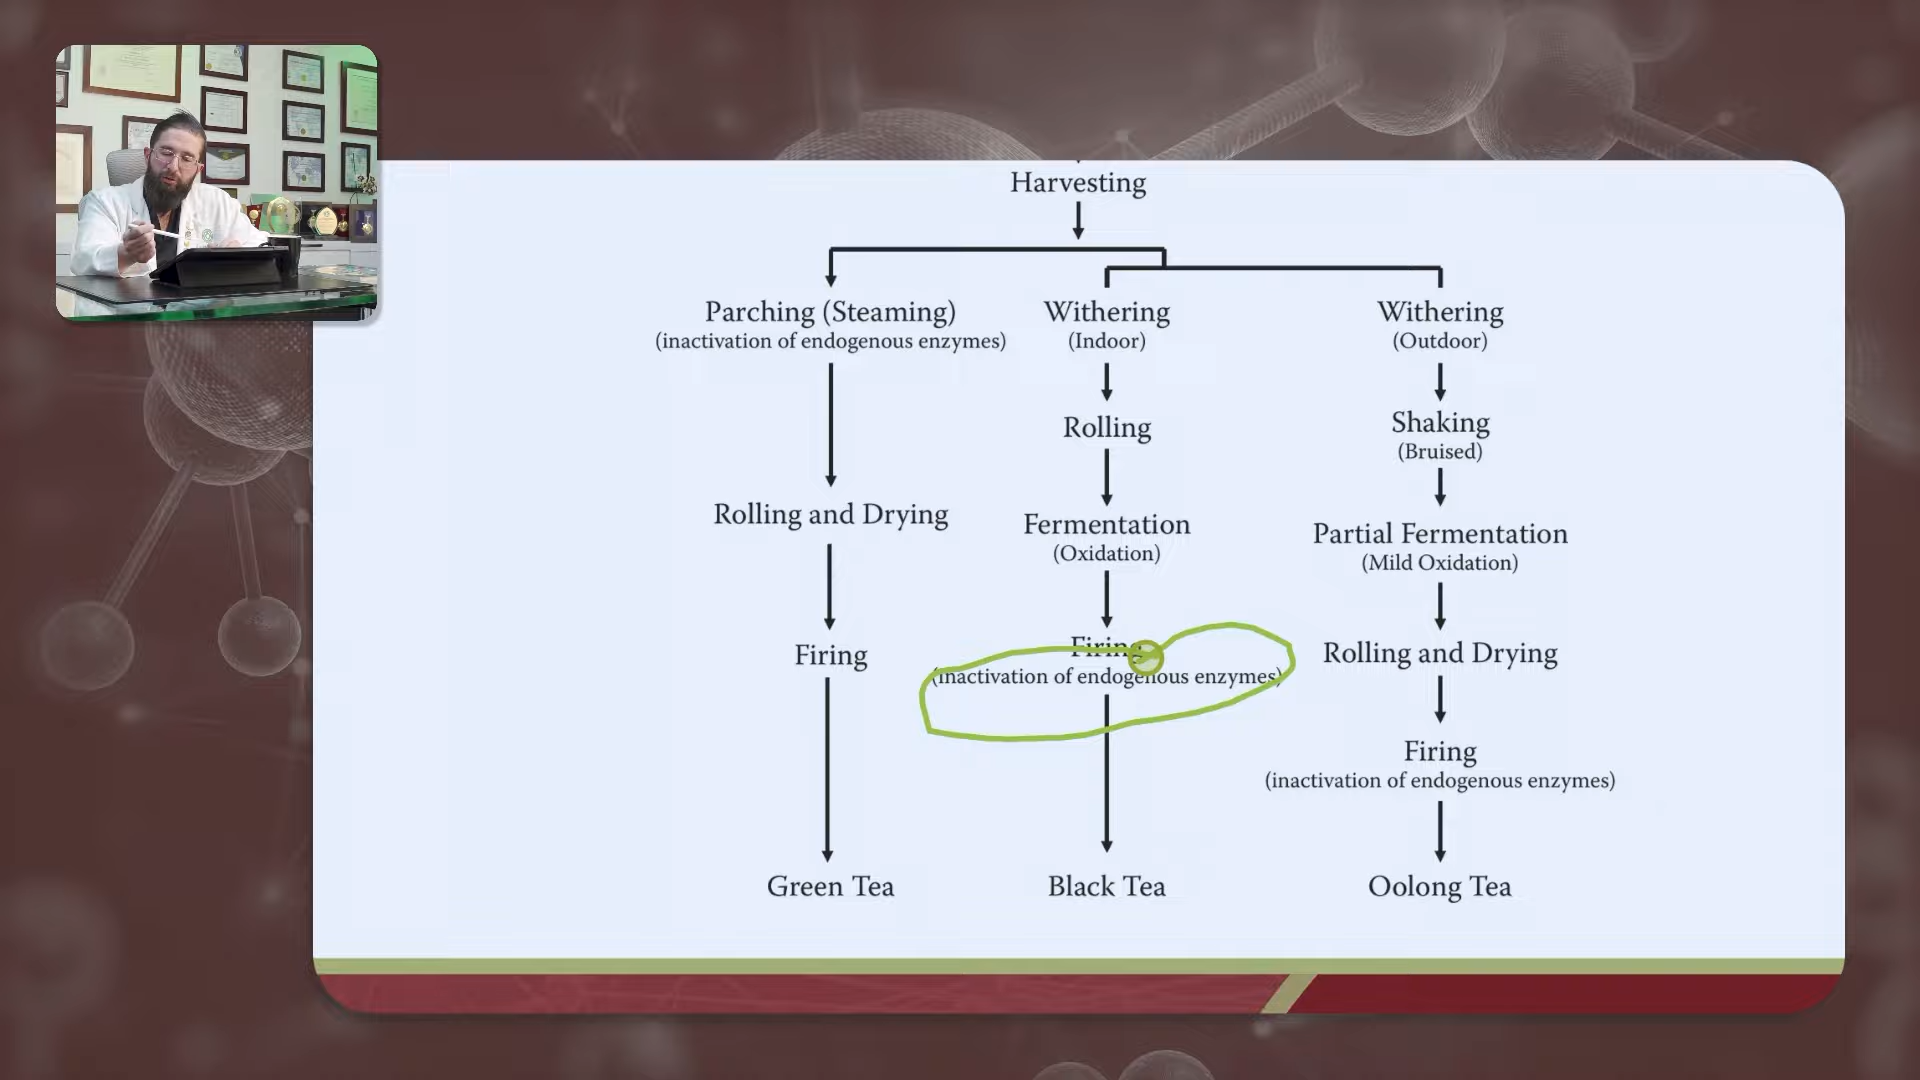 Harvesting
Parching (Steaming)
(inactivation of endogenous enzymes)
Withering
(Indoor)
Withering
(Outdoor)
Rolling
Shaking
(Bruised)
Rolling and Drying
Fermentation
(Oxidation)
Partial Fermentation
(Mild Oxidation)
Firing
Firing
(inactivation of endogenous enzymes)
Rolling and Drying
Firing
(inactivation of endogenous enzymes)
Green Tea
Black Tea
Oolong Tea